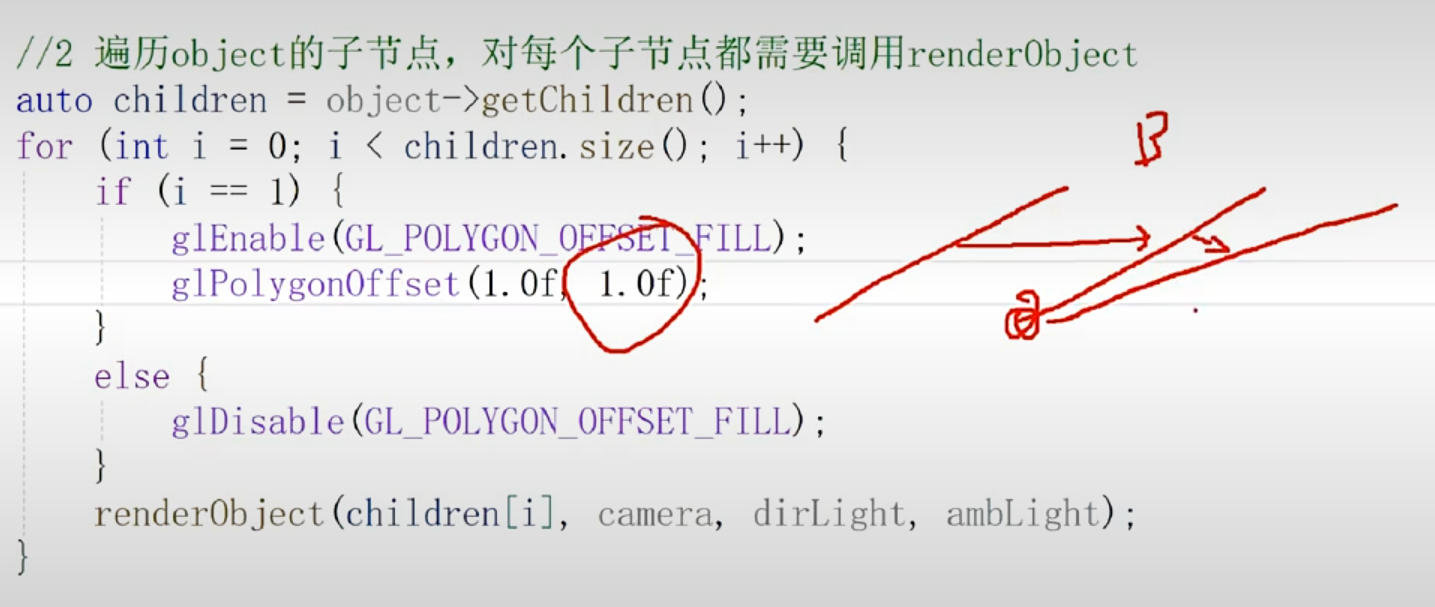 //2 遍历object的子节点，对每个子节点都需要调用renderObject
auto children = object->getChildren();
for (int i = 0; i < children.size(); i++) {
if (i == 1) {
glEnable(GL_POLYGON_OFFSET_FILL);
glPolygonOffset(1.0f, 1.0f);
}
else {
glDisable(GL_POLYGON_OFFSET_FILL);
}
renderObject(children[i], camera, dirLight, ambLight);
}
B